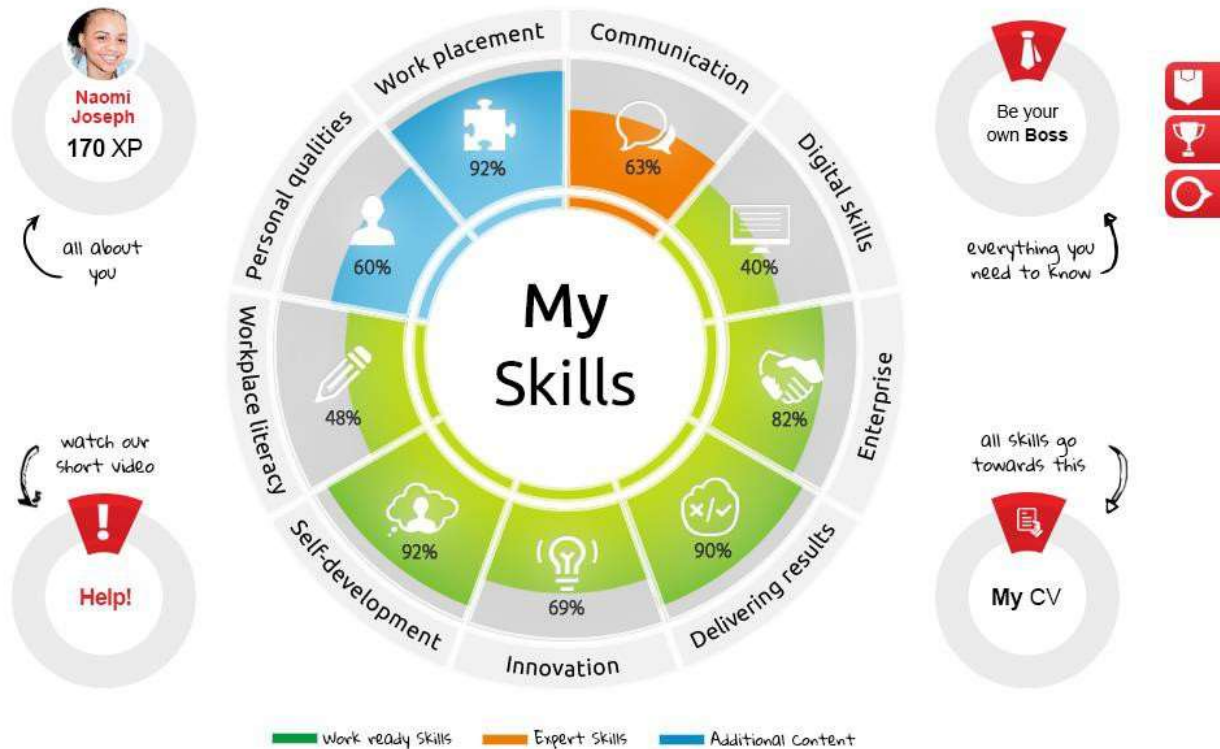 Naomi
Joseph
170 XP
all about
you
Work placement
92%
Communication
63%
Digital skills
40%
Enterprise
82%
Delivering results
90%
Innovation
69%
Self-development
92%
Workplace literacy
48%
Personal qualities
60%
My
Skills
Be your
own Boss
everything you
need to know
watch our
short video
Help!
all skills go
towards this
My CV
Work ready Skills
Expert Skills
Additional Content